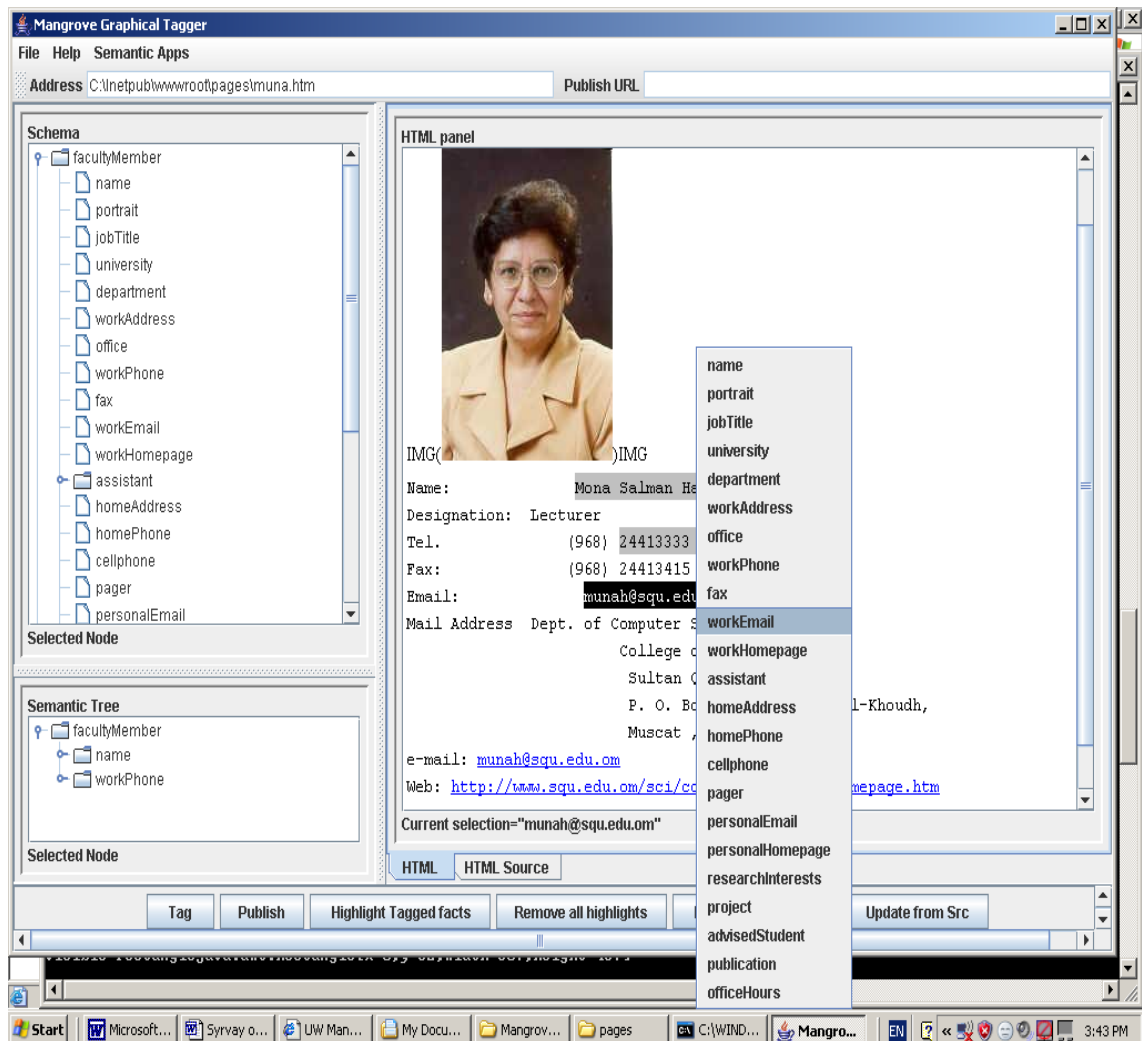 Mangrove Graphical Tagger
File Help Semantic Apps
Address C:\Inetpub\wwwroot\pages\muna.htm Publish URL
Schema
facultyMember
name
portrait
jobTitle
university
department
workAddress
office
workPhone
fax
workEmail
workHomepage
assistant
homeAddress
homePhone
cellphone
pager
personalEmail
Selected Node
Semantic Tree
facultyMember
name
workPhone
Selected Node
HTML panel
IMG( )IMG
Name: Mona Salman
Designation: Lecturer
Tel. (968) 24413333
Fax: (968) 24413415
Email: munah@squ.edu
Mail Address Dept. of Computer
College
Sultan
P. O. l-Khoudh,
Muscat ,
e-mail: munah@squ.edu.om
Web: http://www.squ.edu.om/sci/ mepage.htm
Current selection="munah@squ.edu.om"
HTML HTML Source
name
portrait
jobTitle
university
department
workAddress
office
workPhone
fax
workEmail
workHomepage
assistant
homeAddress
homePhone
cellphone
pager
personalEmail
personalHomepage
researchInterests
project
advisedStudent
publication
officeHours
Tag Publish Highlight Tagged facts Remove all highlights Update from Src
Start Microsoft... Syrvay o... UW Man... My Docu... Mangrov... pages C:\WIND... Mangro... EN « 3:43 PM